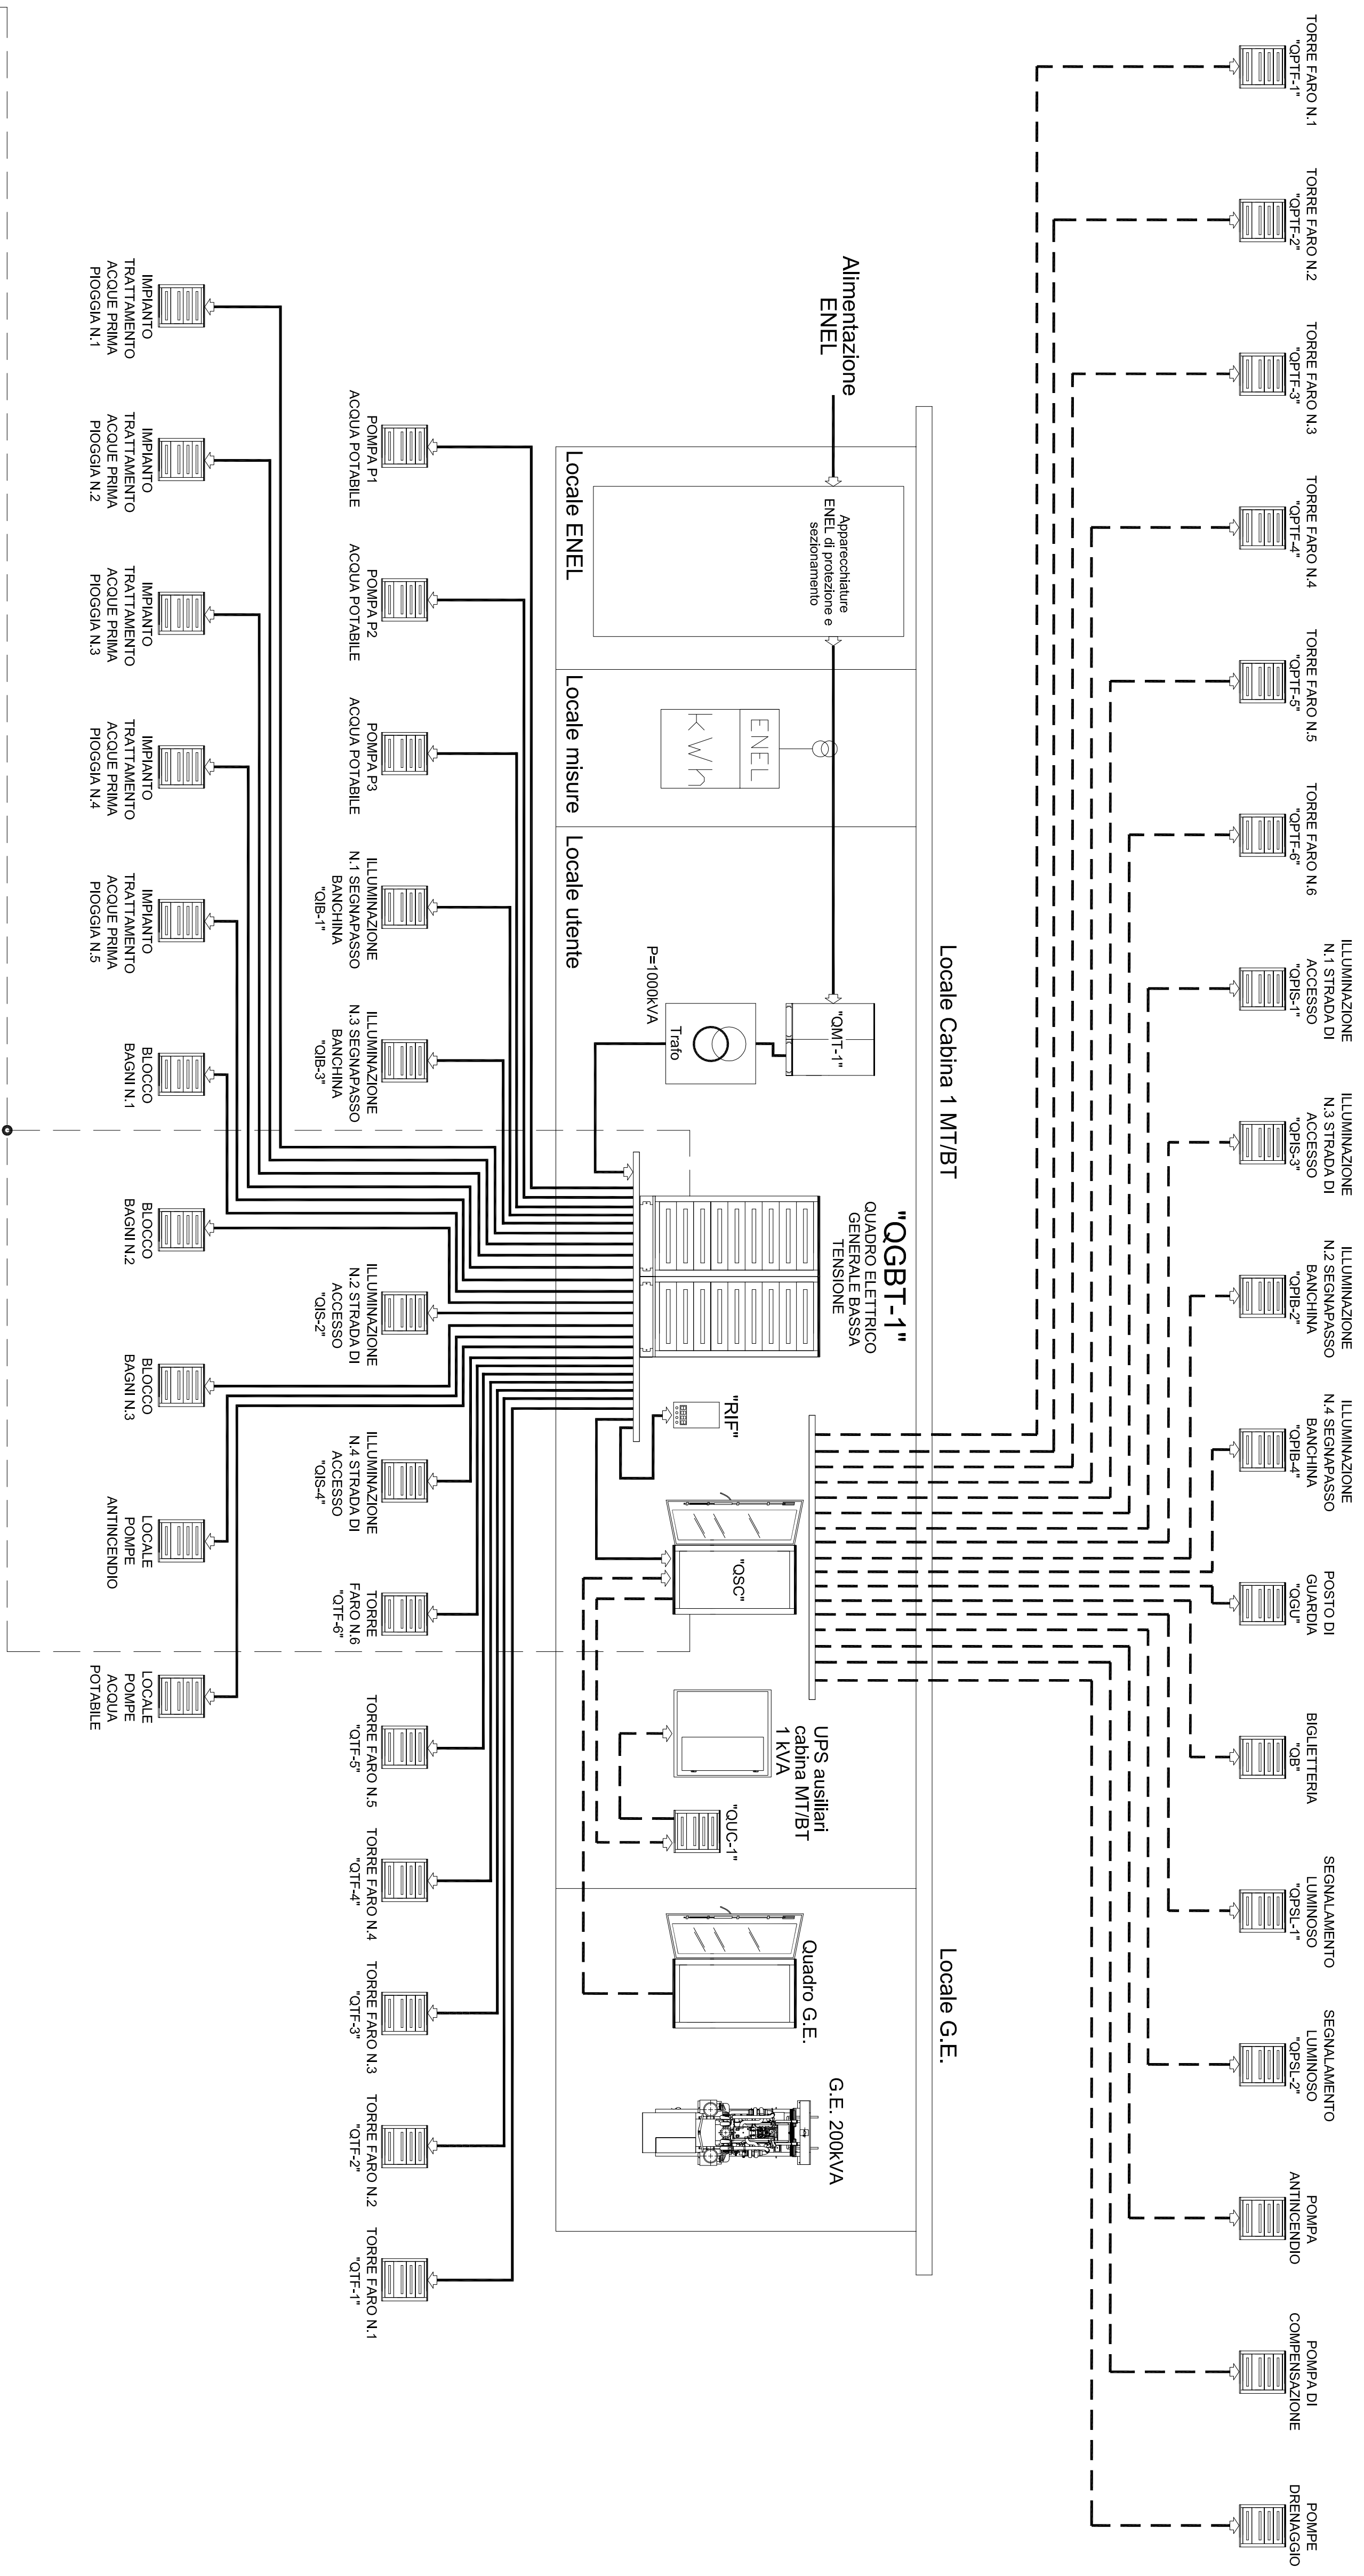 TORRE FARO N.1
"QPTF-1"
TORRE FARO N.2
"QPTF-2"
TORRE FARO N.3
"QPTF-3"
TORRE FARO N.4
"QPTF-4"
TORRE FARO N.5
"QPTF-5"
TORRE FARO N.6
"QPTF-6"
ILLUMINAZIONE
N.1 STRADA DI
ACCESSO
"QPIS-1"
ILLUMINAZIONE
N.3 STRADA DI
ACCESSO
"QPIS-3"
ILLUMINAZIONE
N.2 SEGNAPASSO
BANCHINA
"QPIB-2"
ILLUMINAZIONE
N.4 SEGNAPASSO
BANCHINA
"QPIB-4"
POSTO DI
GUARDIA
"QGU"
BIGLIETTERIA
"QB"
SEGNALAMENTO
LUMINOSO
"QPSL-1"
SEGNALAMENTO
LUMINOSO
"QPSL-2"
POMPA
ANTINCENDIO
POMPA DI
COMPENSAZIONE
POMPE
DRENAGGIO
Locale Cabina 1 MT/BT
Locale G.E.
Alimentazione
ENEL
Apparecchiature
ENEL di protezione e
sezionamento
Locale ENEL
ENEL
kWh
Locale misure
Locale utente
"QMT-1"
Trafo
P=1000kVA
"QGBT-1"
QUADRO ELETTRICO
GENERALE BASSA
TENSIONE
"RIF"
"QSC"
UPS ausiliari
cabina MT/BT
1 kVA
"QUC-1"
Quadro G.E.
G.E. 200kVA
POMPA P1
ACQUA POTABILE
POMPA P2
ACQUA POTABILE
POMPA P3
ACQUA POTABILE
ILLUMINAZIONE
N.1 SEGNAPASSO
BANCHINA
"QIB-1"
ILLUMINAZIONE
N.3 SEGNAPASSO
BANCHINA
"QIB-3"
ILLUMINAZIONE
N.2 STRADA DI
ACCESSO
"QIS-2"
ILLUMINAZIONE
N.4 STRADA DI
ACCESSO
"QIS-4"
TORRE
FARO N.6
"QTF-6"
TORRE FARO N.5
"QTF-5"
TORRE FARO N.4
"QTF-4"
TORRE FARO N.3
"QTF-3"
TORRE FARO N.2
"QTF-2"
TORRE FARO N.1
"QTF-1"
IMPIANTO
TRATTAMENTO
ACQUE PRIMA
PIOGGIA N.1
IMPIANTO
TRATTAMENTO
ACQUE PRIMA
PIOGGIA N.2
IMPIANTO
TRATTAMENTO
ACQUE PRIMA
PIOGGIA N.3
IMPIANTO
TRATTAMENTO
ACQUE PRIMA
PIOGGIA N.4
IMPIANTO
TRATTAMENTO
ACQUE PRIMA
PIOGGIA N.5
BLOCCO
BAGNI N.1
BLOCCO
BAGNI N.2
BLOCCO
BAGNI N.3
LOCALE
POMPE
ANTINCENDIO
LOCALE
POMPE
ACQUA
POTABILE